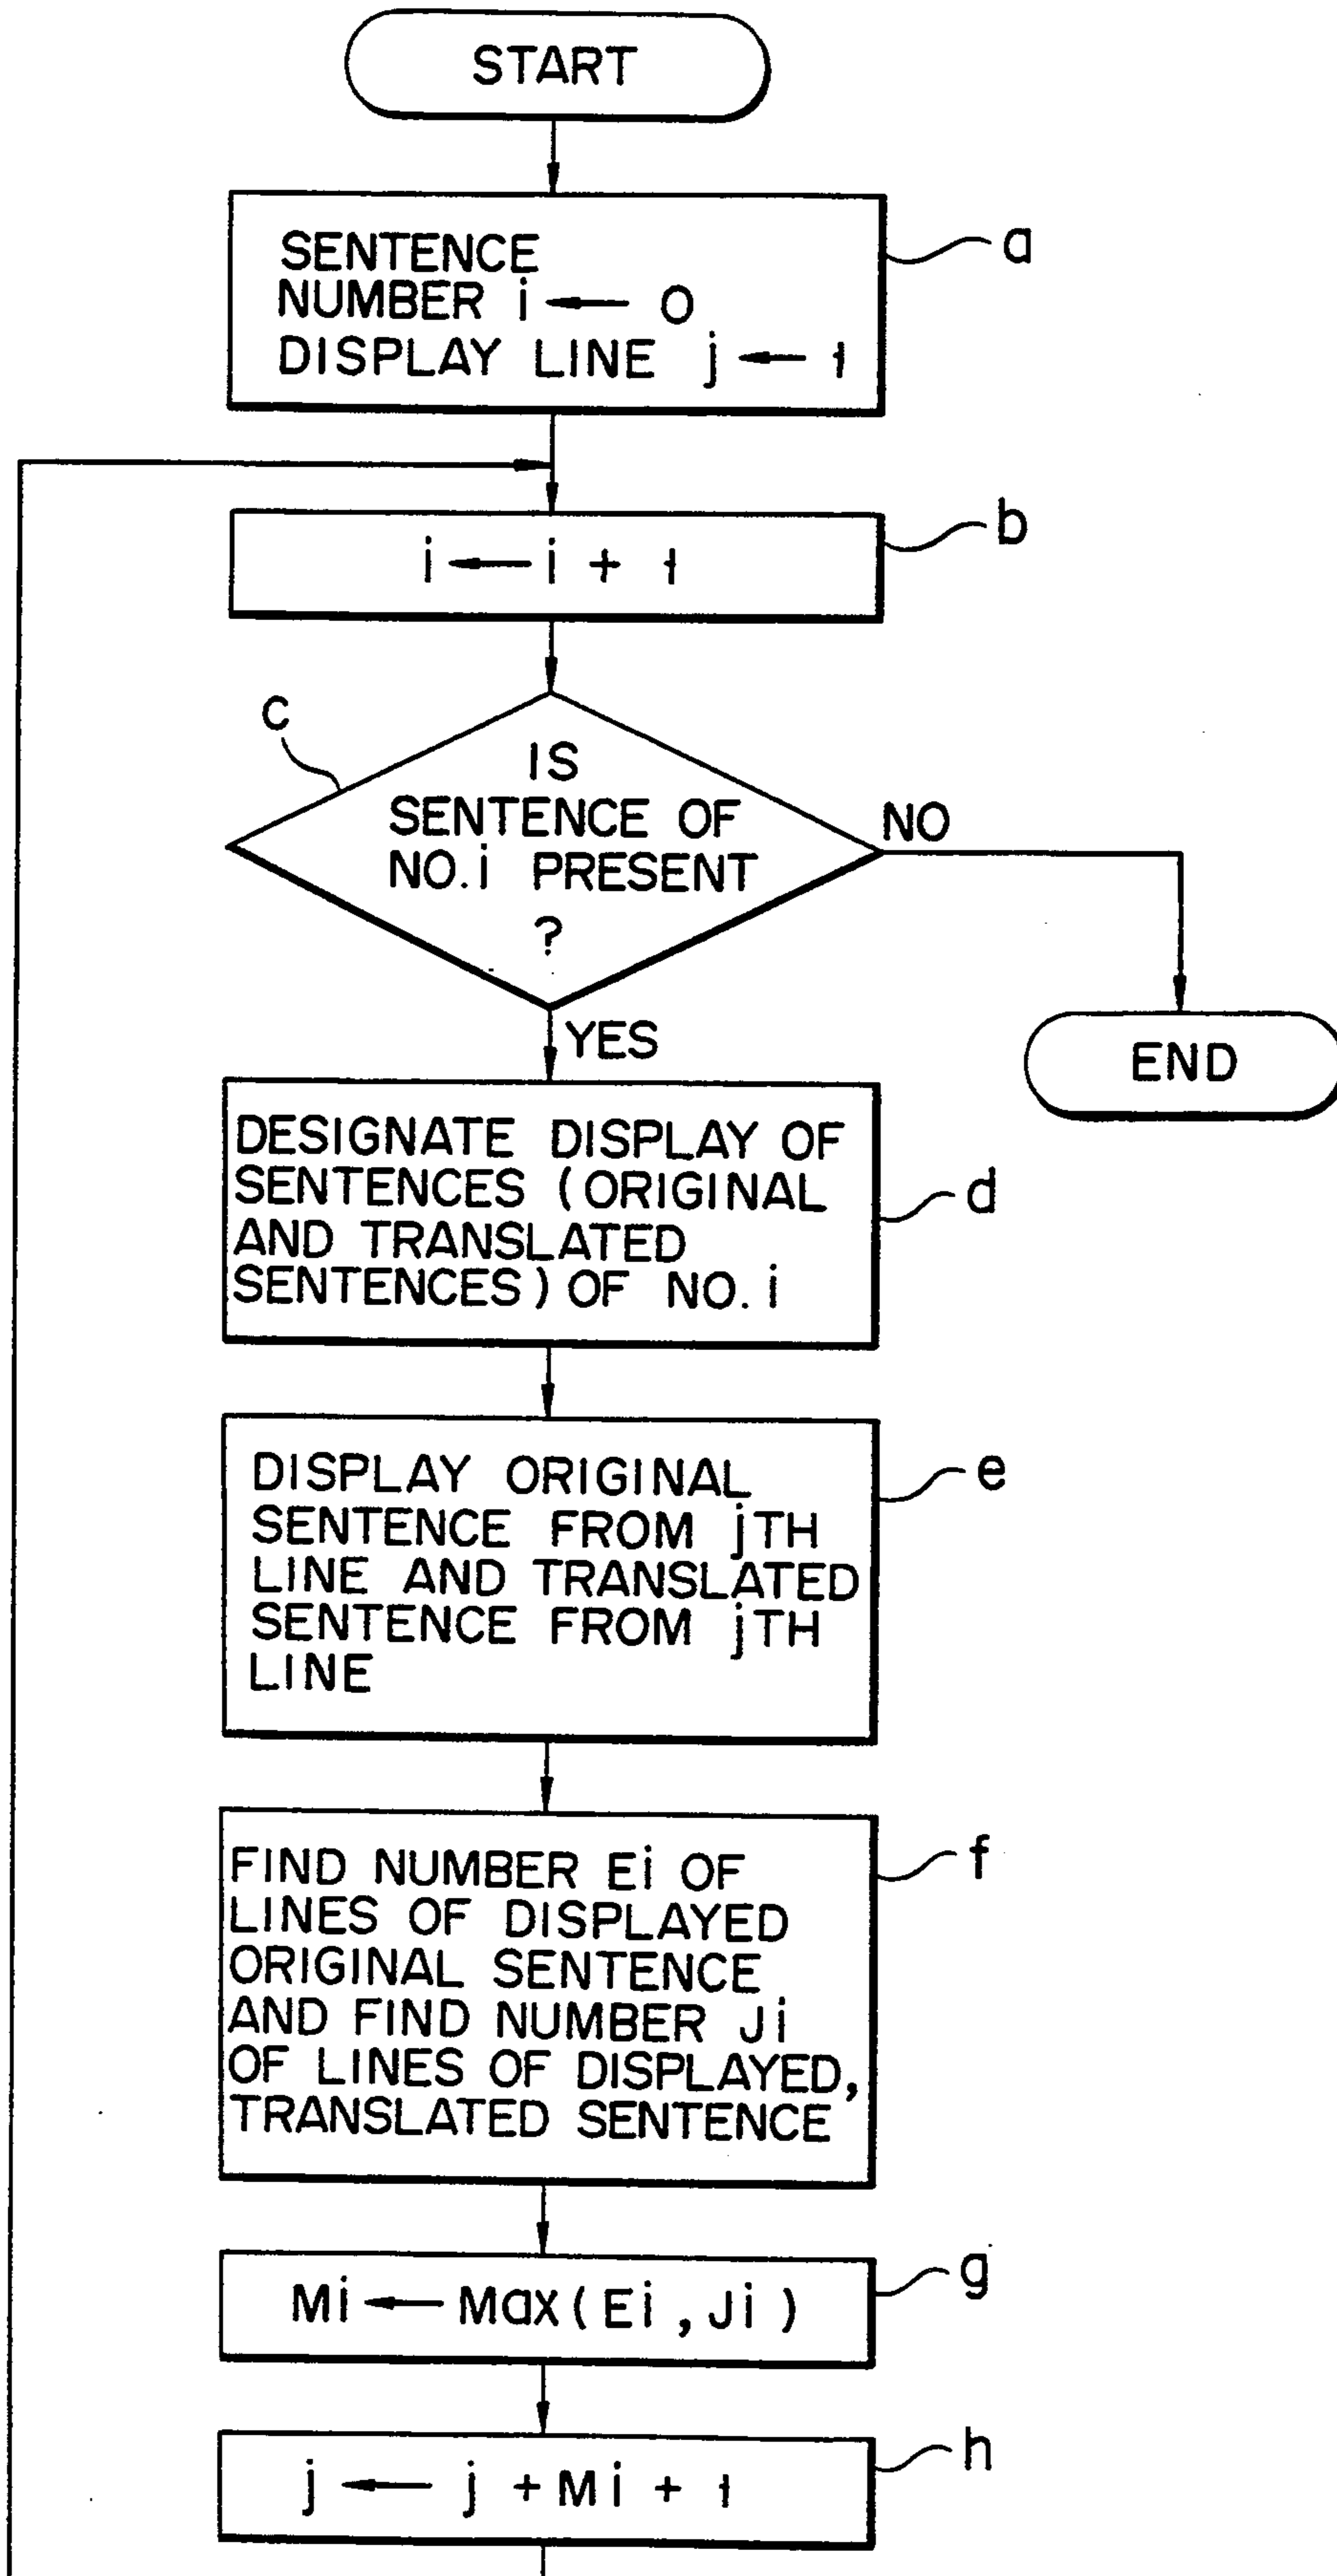 START
SENTENCE
NUMBER i ← 0
DISPLAY LINE j ← 1
a
i ← i + 1
b
c
IS
SENTENCE OF
NO. i PRESENT
?
NO
YES
END
DESIGNATE DISPLAY OF
SENTENCES (ORIGINAL
AND TRANSLATED
SENTENCES) OF NO. i
d
DISPLAY ORIGINAL
SENTENCE FROM jTH
LINE AND TRANSLATED
SENTENCE FROM jTH
LINE
e
FIND NUMBER Ei OF
LINES OF DISPLAYED
ORIGINAL SENTENCE
AND FIND NUMBER Ji
OF LINES OF DISPLAYED,
TRANSLATED SENTENCE
f
Mi ← Max (Ei, Ji)
g
j ← j + Mi + 1
h